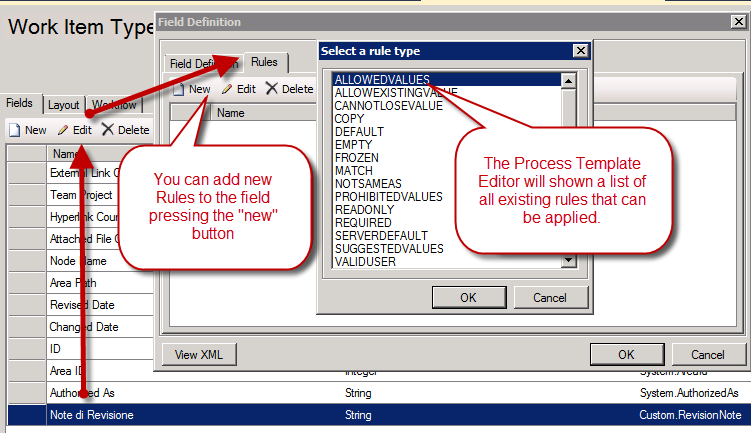 Work Item Type
Field Definition
Select a rule type
Rules
New Edit Delete
Name
Fields Layout Workflow
New Edit Delete
Name
External Link
Team Project
Hyperlink Coun
Attached File
Node Name
Area Path
Revised Date
Changed Date
ID
Area ID
Integer
Authorized As String System.AuthorizedAs
Note di Revisione String Custom.RevisionNote
ALLOWEDVALUES
ALLOWEXISTINGVALUE
CANNOTLOSEVALUE
COPY
DEFAULT
EMPTY
FROZEN
MATCH
NOTSAMEAS
PROHIBITEDVALUES
READONLY
REQUIRED
SERVERDEFAULT
SUGGESTEDVALUES
VALIDUSER
OK Cancel
You can add new
Rules to the field
pressing the "new"
button
The Process Template
Editor will shown a list of
all existing rules that can
be applied.
View XML
OK Cancel